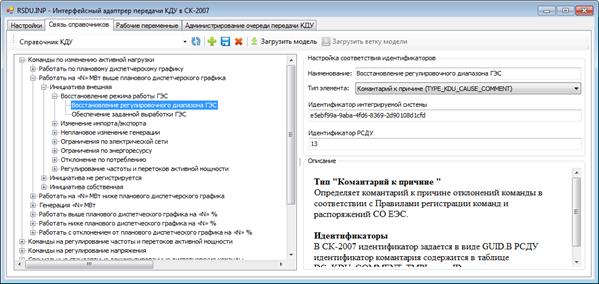 RSDU.INP - Интерфейсный адаптрер передачи КДУ в СК-2007
Настройки Связь справочников Рабочие переменные Администрирование очереди передачи КДУ
Справочник КДУ Загрузить модель Загрузить ветку модели
Команды по изменению активной нагрузки
Работать по плановому диспетчерскому графику
Работать на «N» МВт выше планового диспетчерского графика
Инициатива внешняя
Восстановление режима работы ГЭС
Восстановление регулировочного диапазона ГЭС
Обеспечение заданной выработки ГЭС
Изменение импорта/экспорта
Неплановое изменение генерации
Ограничения по электрической сети
Ограничения по энергоресурсу
Отклонение по потреблению
Регулирование частоты и перетоков активной мощности
Инициатива не регистрируется
Инициатива собственная
Работать на «N» МВт ниже планового диспетчерского графика
Генерация «N» МВт
Работать выше планового диспетчерского графика на «N» %
Работать ниже планового диспетчерского графика на «N» %
Работать с отклонением от планового диспетчерского графика на «N» %
Команды на регулирование частоты и перетоков активной мощности
Команды на регулирование напряжения
Настройка соответствия идентификаторов
Наименование: Восстановление регулировочного диапазона ГЭС
Тип элемента: Комантарий к причине (TYPE_KDU_CAUSE_COMMENT)
Идентификатор интегрируемой системы
e5ebf99a-9aba-4fd6-8369-2d90108d1cfd
Идентификатор РСДУ
13
Описание
Тип "Комантарий к причине "
Определяет комантарий к причине отклонений команды в
соответствии с Правилами регистрации команд и
распоряжений СО ЕЭС.
Идентификаторы
В СК-2007 идентификатор задается в виде GUID.В РСДУ
идентификатор комантария содержится в таблице